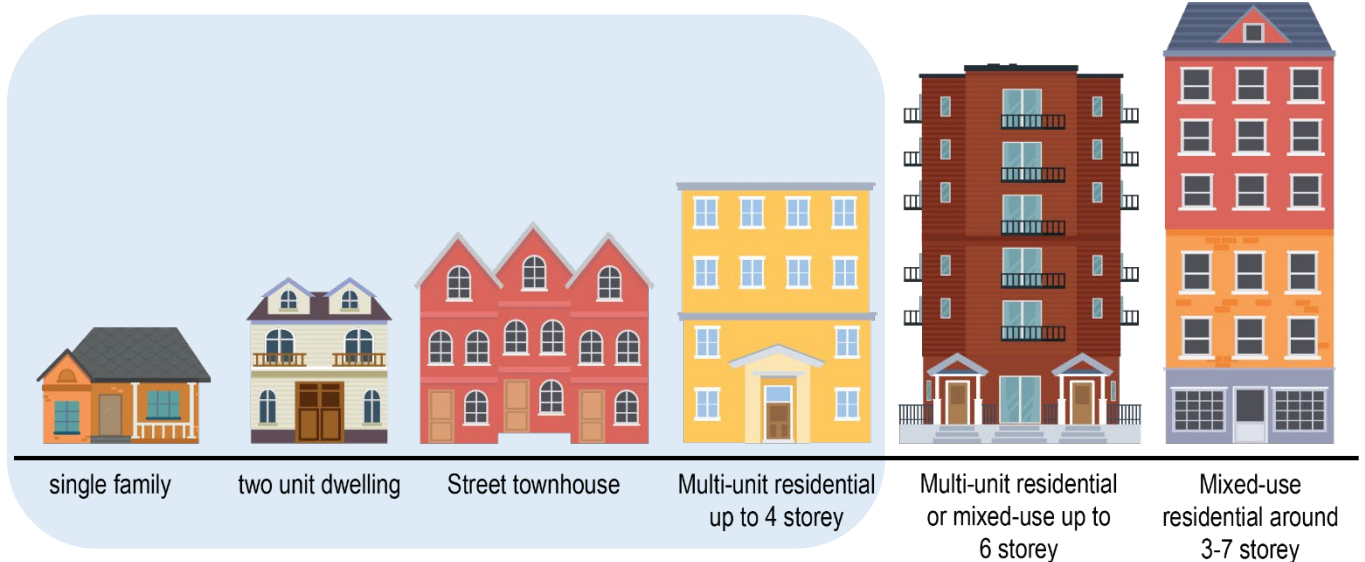 single family
two unit dwelling
Street townhouse
Multi-unit residential
up to 4 storey
Multi-unit residential
or mixed-use up to
6 storey
Mixed-use
residential around
3-7 storey